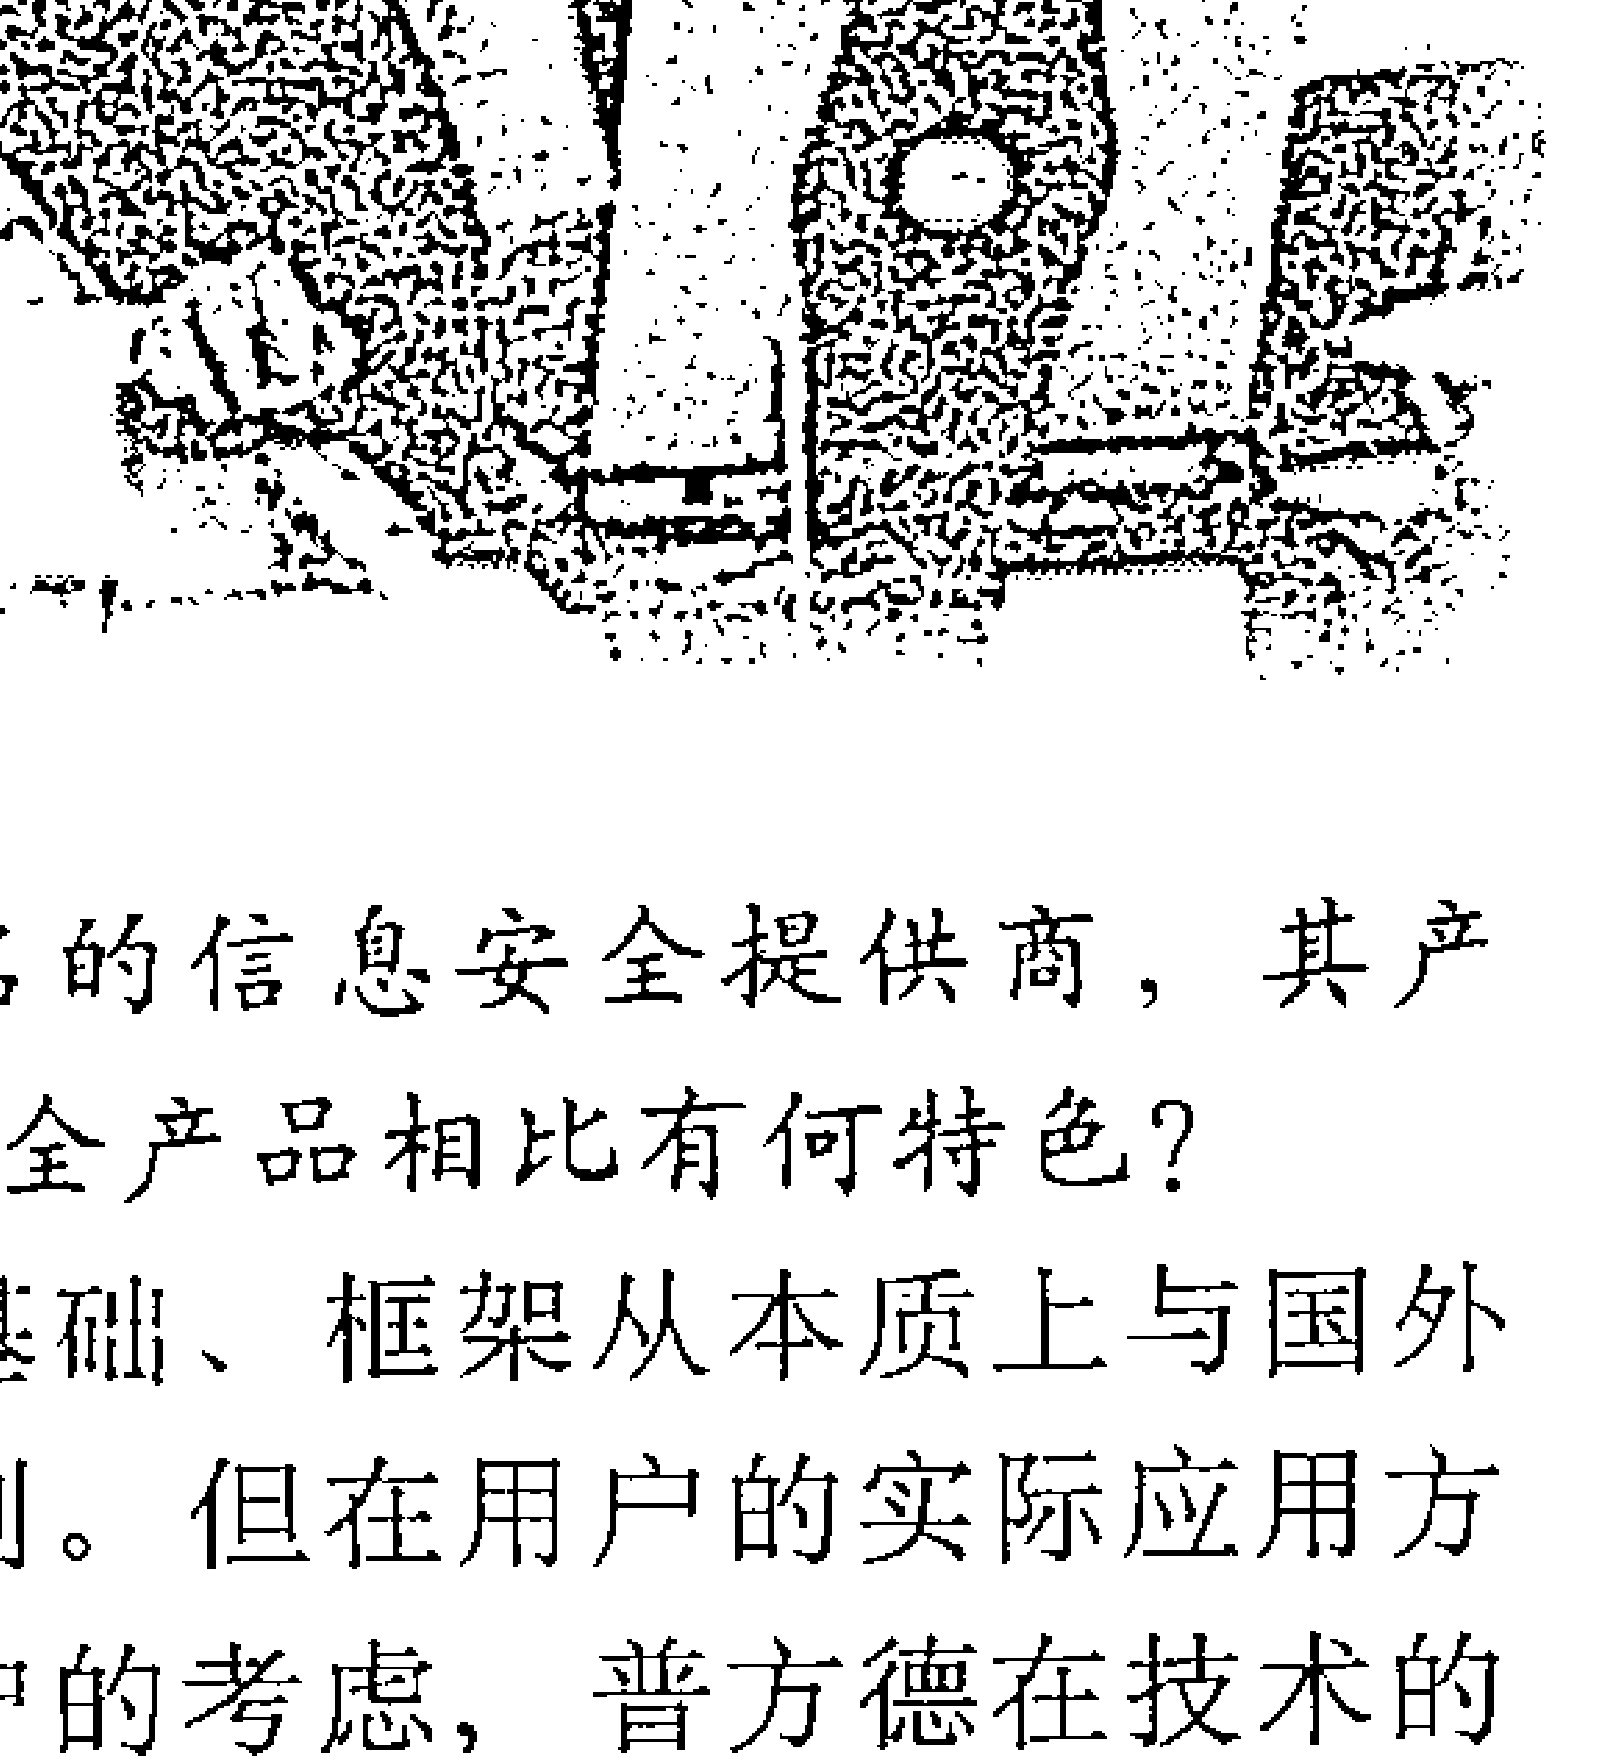 的信息安全提供商，其产
全产品相比有何特色？
础、框架从本质上与国外
。但在用户的实际应用方
的考虑，普方德在技术的